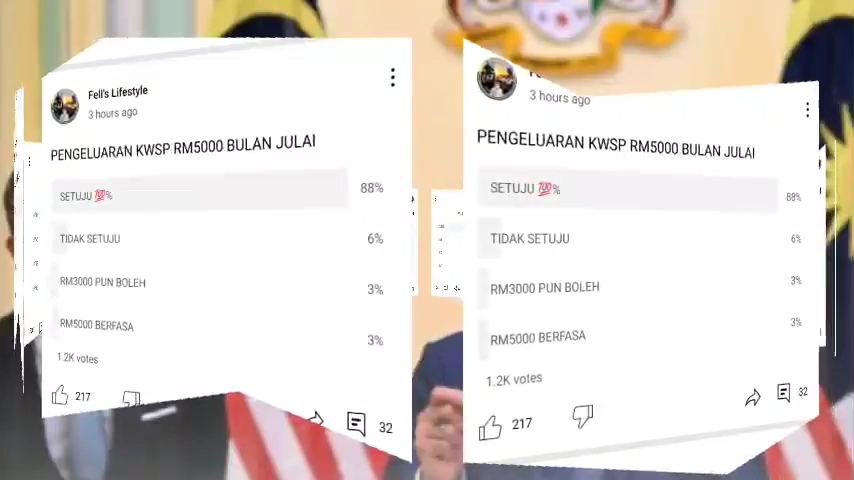 Fell's Lifestyle
3 hours ago
PENGELUARAN KWSP RM5000 BULAN JULAI
SETUJU 💯% 88%
TIDAK SETUJU 6%
RM3000 PUN BOLEH 3%
RM5000 BERFASA 3%
1.2K votes
217 32
3 hours ago
PENGELUARAN KWSP RM5000 BULAN JULAI
SETUJU 💯% 88%
TIDAK SETUJU 6%
RM3000 PUN BOLEH 3%
RM5000 BERFASA 3%
1.2K votes
217 32